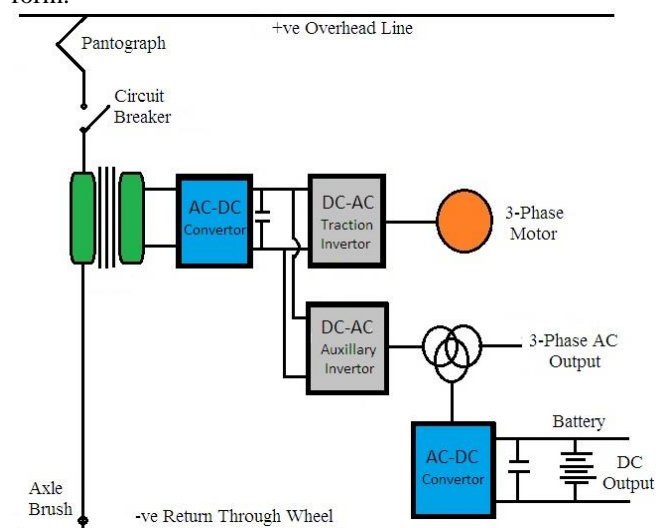 form.
+ve Overhead Line
Pantograph
Circuit
Breaker
AC-DC
Convertor
DC-AC
Traction
Invertor
3-Phase
Motor
DC-AC
Auxillary
Invertor
3-Phase AC
Output
Battery
AC-DC
Convertor
DC
Output
Axle
Brush
-ve Return Through Wheel